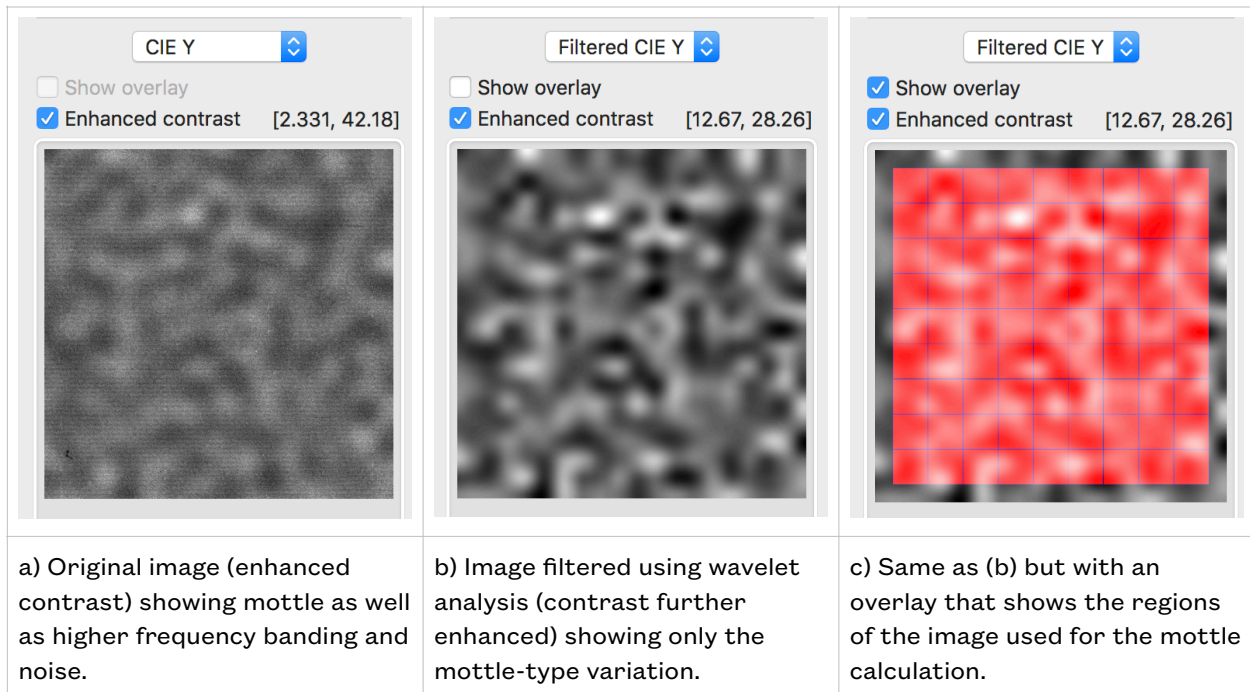 CIE Y
Show overlay
Enhanced contrast [2.331, 42.18]
a) Original image (enhanced
contrast) showing mottle as well
as higher frequency banding and
noise.
Filtered CIE Y
Show overlay
Enhanced contrast [12.67, 28.26]
b) Image filtered using wavelet
analysis (contrast further
enhanced) showing only the
mottle-type variation.
Filtered CIE Y
Show overlay
Enhanced contrast [12.67, 28.26]
c) Same as (b) but with an
overlay that shows the regions
of the image used for the mottle
calculation.